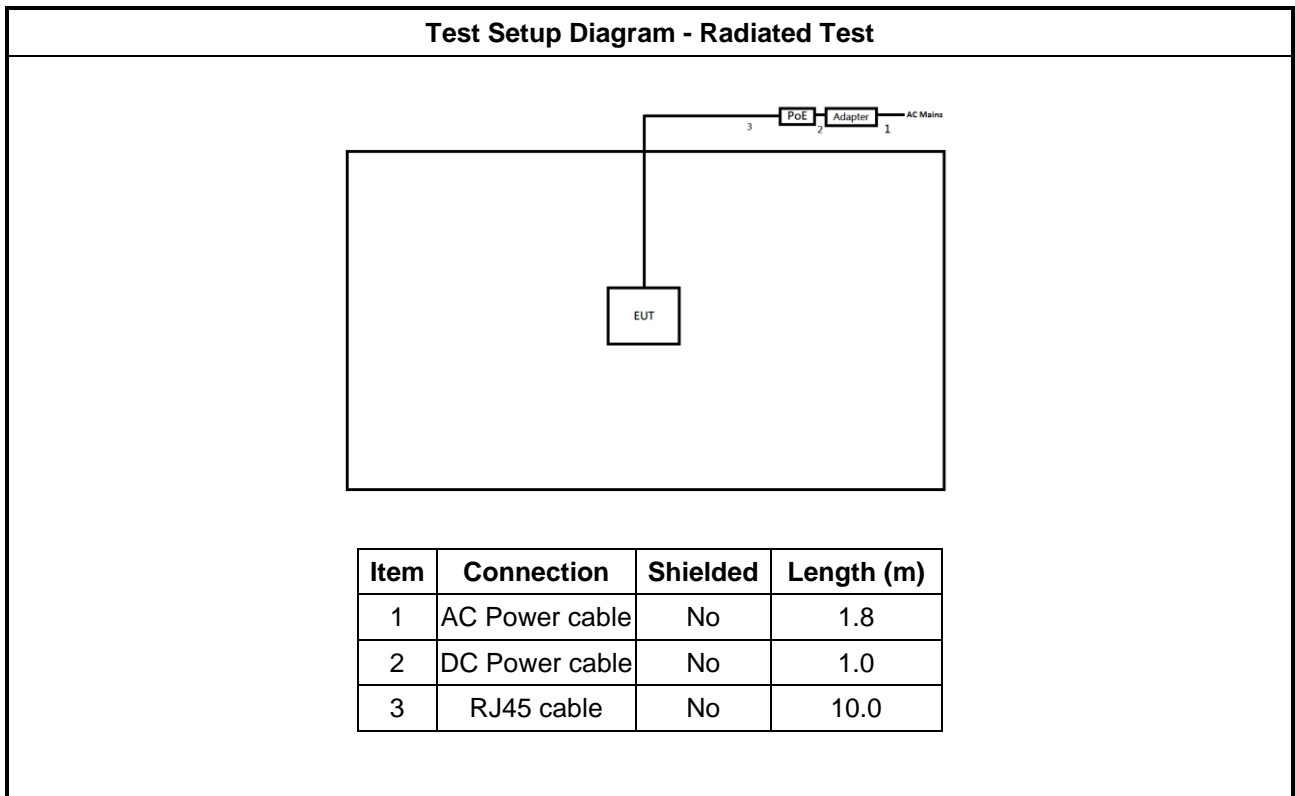 Test Setup Diagram - Radiated Test
PoE Adapter AC Mains
3 2 1
EUT
Item Connection Shielded Length (m)
1 AC Power cable No 1.8
2 DC Power cable No 1.0
3 RJ45 cable No 10.0